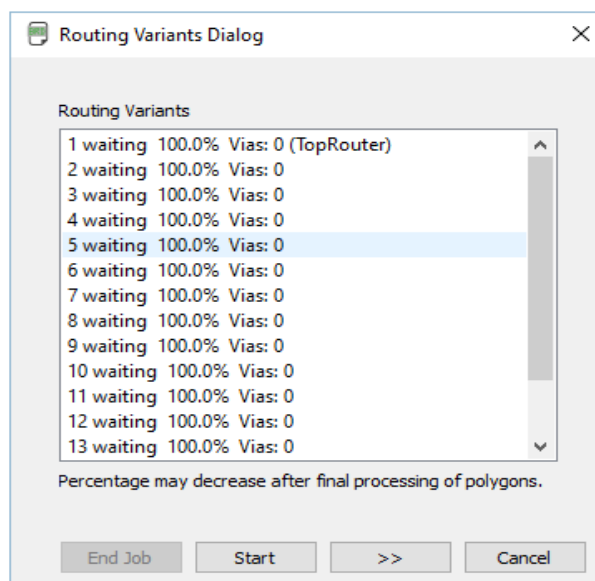 Routing Variants Dialog
Routing Variants
1 waiting 100.0% Vias: 0 (TopRouter)
2 waiting 100.0% Vias: 0
3 waiting 100.0% Vias: 0
4 waiting 100.0% Vias: 0
5 waiting 100.0% Vias: 0
6 waiting 100.0% Vias: 0
7 waiting 100.0% Vias: 0
8 waiting 100.0% Vias: 0
9 waiting 100.0% Vias: 0
10 waiting 100.0% Vias: 0
11 waiting 100.0% Vias: 0
12 waiting 100.0% Vias: 0
13 waiting 100.0% Vias: 0
Percentage may decrease after final processing of polygons.
End Job Start >> Cancel